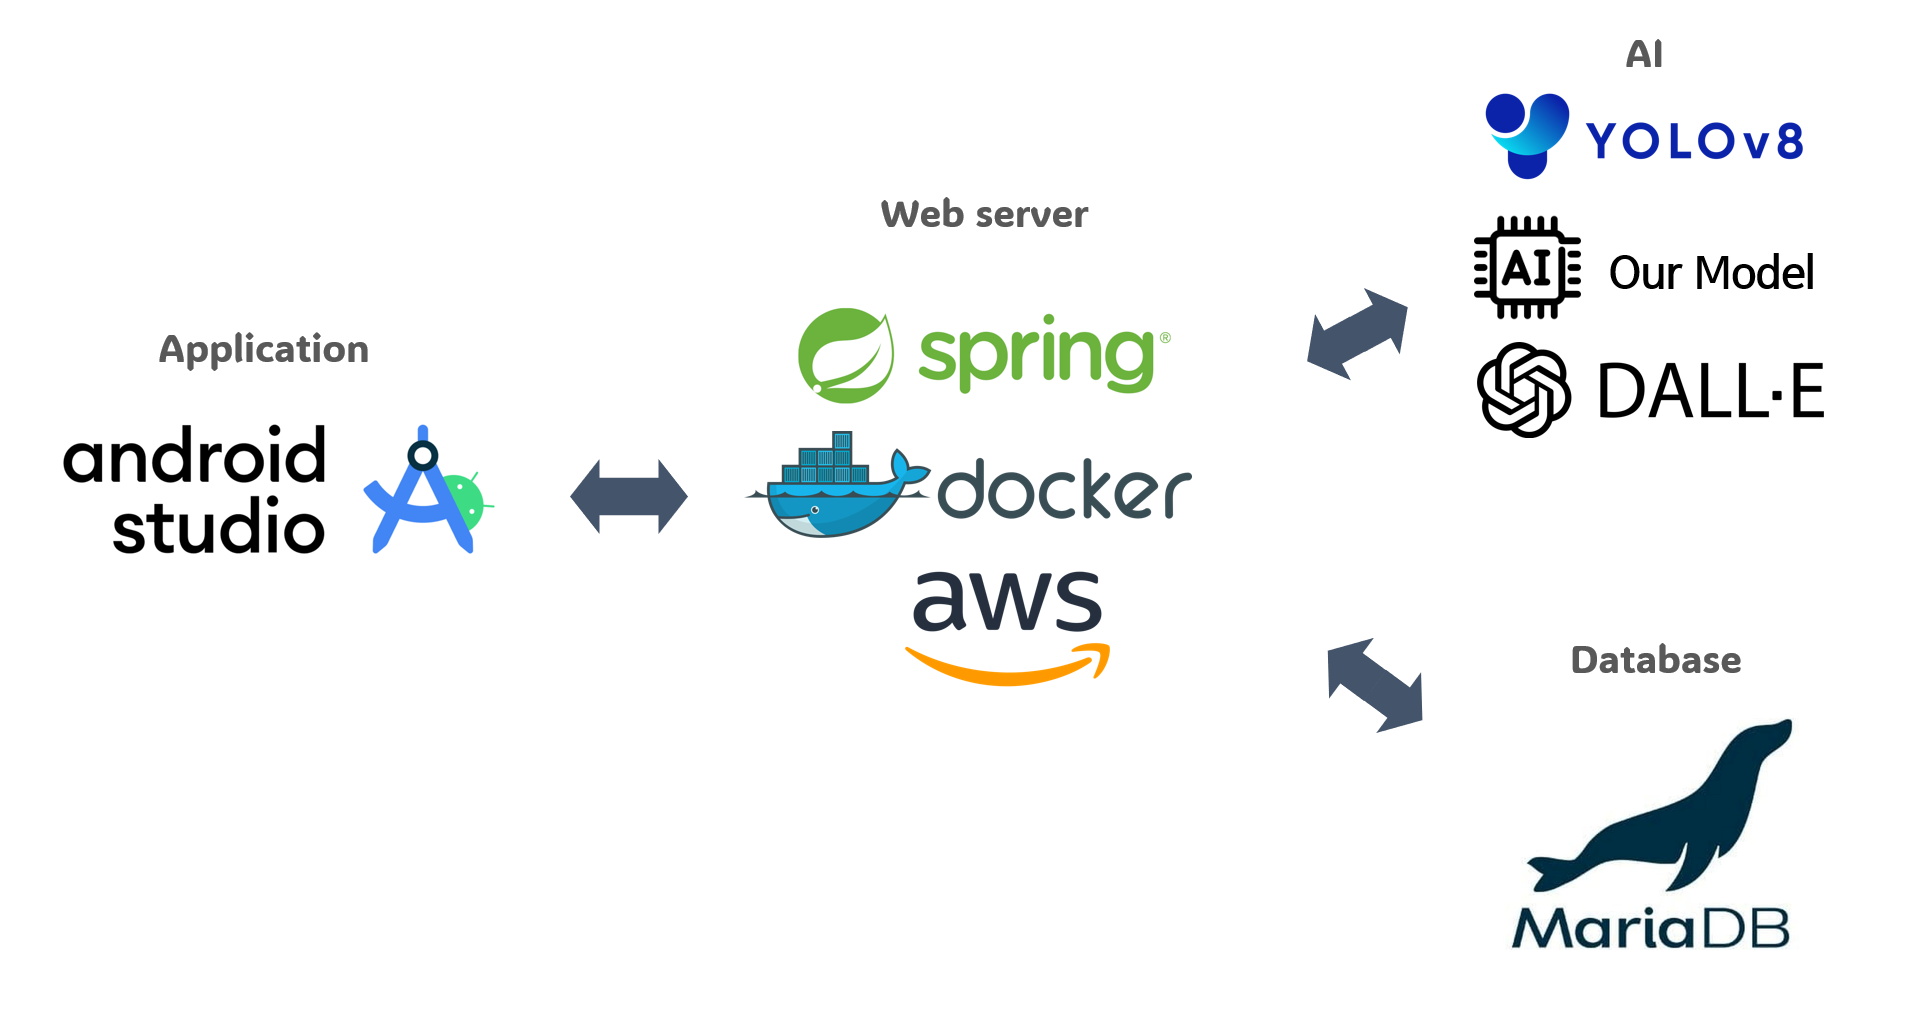 Application
android
studio
Web server
spring®
docker
aws
AI
YOLOv8
AI
Our Model
DALL·E
Database
MariaDB